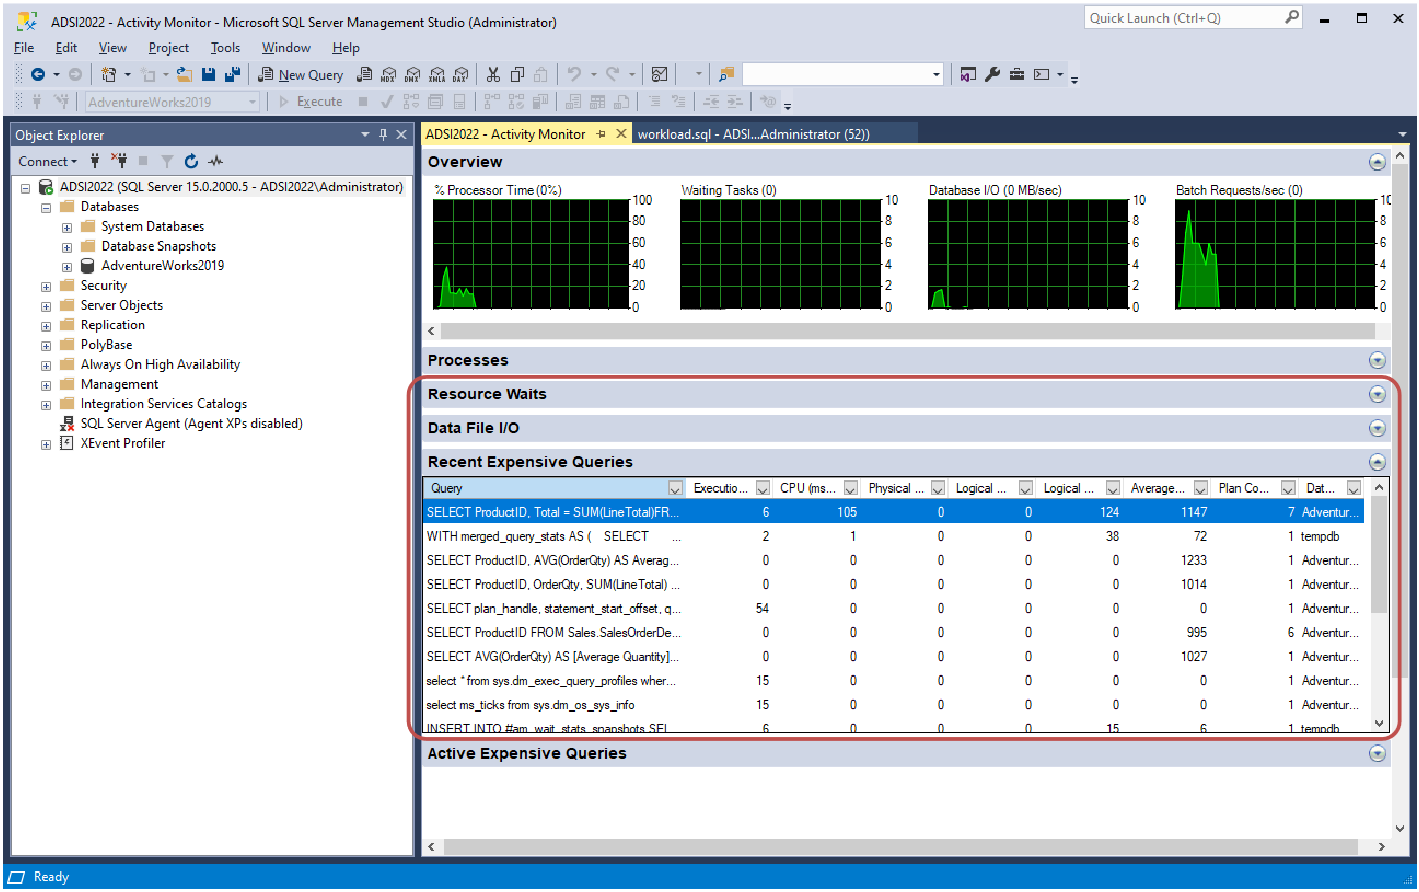 ADSI2022 - Activity Monitor - Microsoft SQL Server Management Studio (Administrator)
Quick Launch (Ctrl+Q)
File Edit View Project Tools Window Help
New Query MDX DMX XMLA DAX
AdventureWorks2019 Execute
Object Explorer
Connect
ADSI2022 (SQL Server 15.0.2000.5 - ADSI2022\Administrator)
Databases
System Databases
Database Snapshots
AdventureWorks2019
Security
Server Objects
Replication
PolyBase
Always On High Availability
Management
Integration Services Catalogs
SQL Server Agent (Agent XPs disabled)
XEvent Profiler
ADSI2022 - Activity Monitor workload.sql - ADSI...Administrator (52))
Overview
% Processor Time (0%) Waiting Tasks (0) Database I/O (0 MB/sec) Batch Requests/sec (0)
100 10 10 10
80 8 8 8
60 6 6 6
40 4 4 4
20 2 2 2
0 0 0 0
Processes
Resource Waits
Data File I/O
Recent Expensive Queries
Query Executio... CPU (ms... Physical ... Logical ... Logical ... Average... Plan Co... Dat...
SELECT ProductID, Total = SUM(LineTotal)FR... 6 105 0 0 124 1147 7 Adventur...
WITH merged_query_stats AS ( SELECT ... 2 1 0 0 38 72 1 tempdb
SELECT ProductID, AVG(OrderQty) AS Averag... 0 0 0 0 0 1233 1 Adventur...
SELECT ProductID, OrderQty, SUM(LineTotal) ... 0 0 0 0 0 1014 1 Adventur...
SELECT plan_handle, statement_start_offset, q... 54 0 0 0 0 0 1 Adventur...
SELECT ProductID FROM Sales.SalesOrderDe... 0 0 0 0 0 995 6 Adventur...
SELECT AVG(OrderQty) AS [Average Quantity]... 0 0 0 0 0 1027 1 Adventur...
select * from sys.dm_exec_query_profiles wher... 15 0 0 0 0 0 1 Adventur...
select ms_ticks from sys.dm_os_sys_info 15 0 0 0 0 0 1 Adventur...
INSERT INTO #am_wait_stats_snapshots SEL... 6 0 0 0 15 6 1 tempdb
Active Expensive Queries
Ready